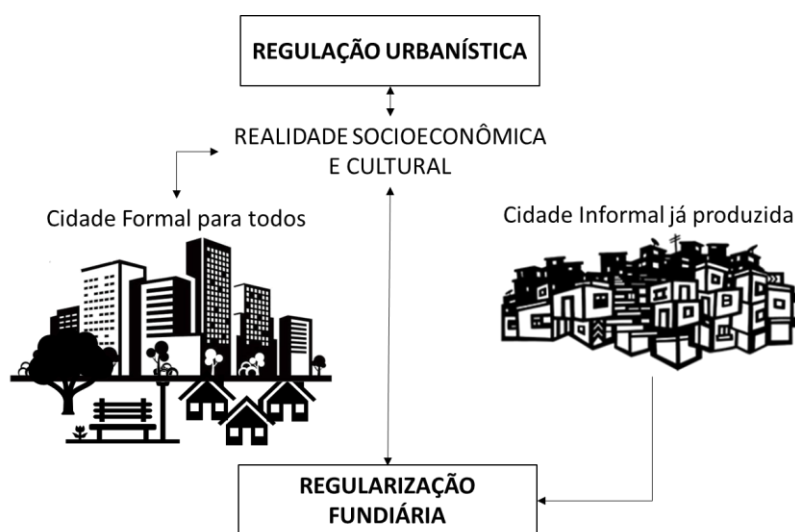 REGULAÇÃO URBANÍSTICA
REALIDADE SOCIOECONÔMICA
E CULTURAL
Cidade Formal para todos
Cidade Informal já produzida
REGULARIZAÇÃO
FUNDIÁRIA